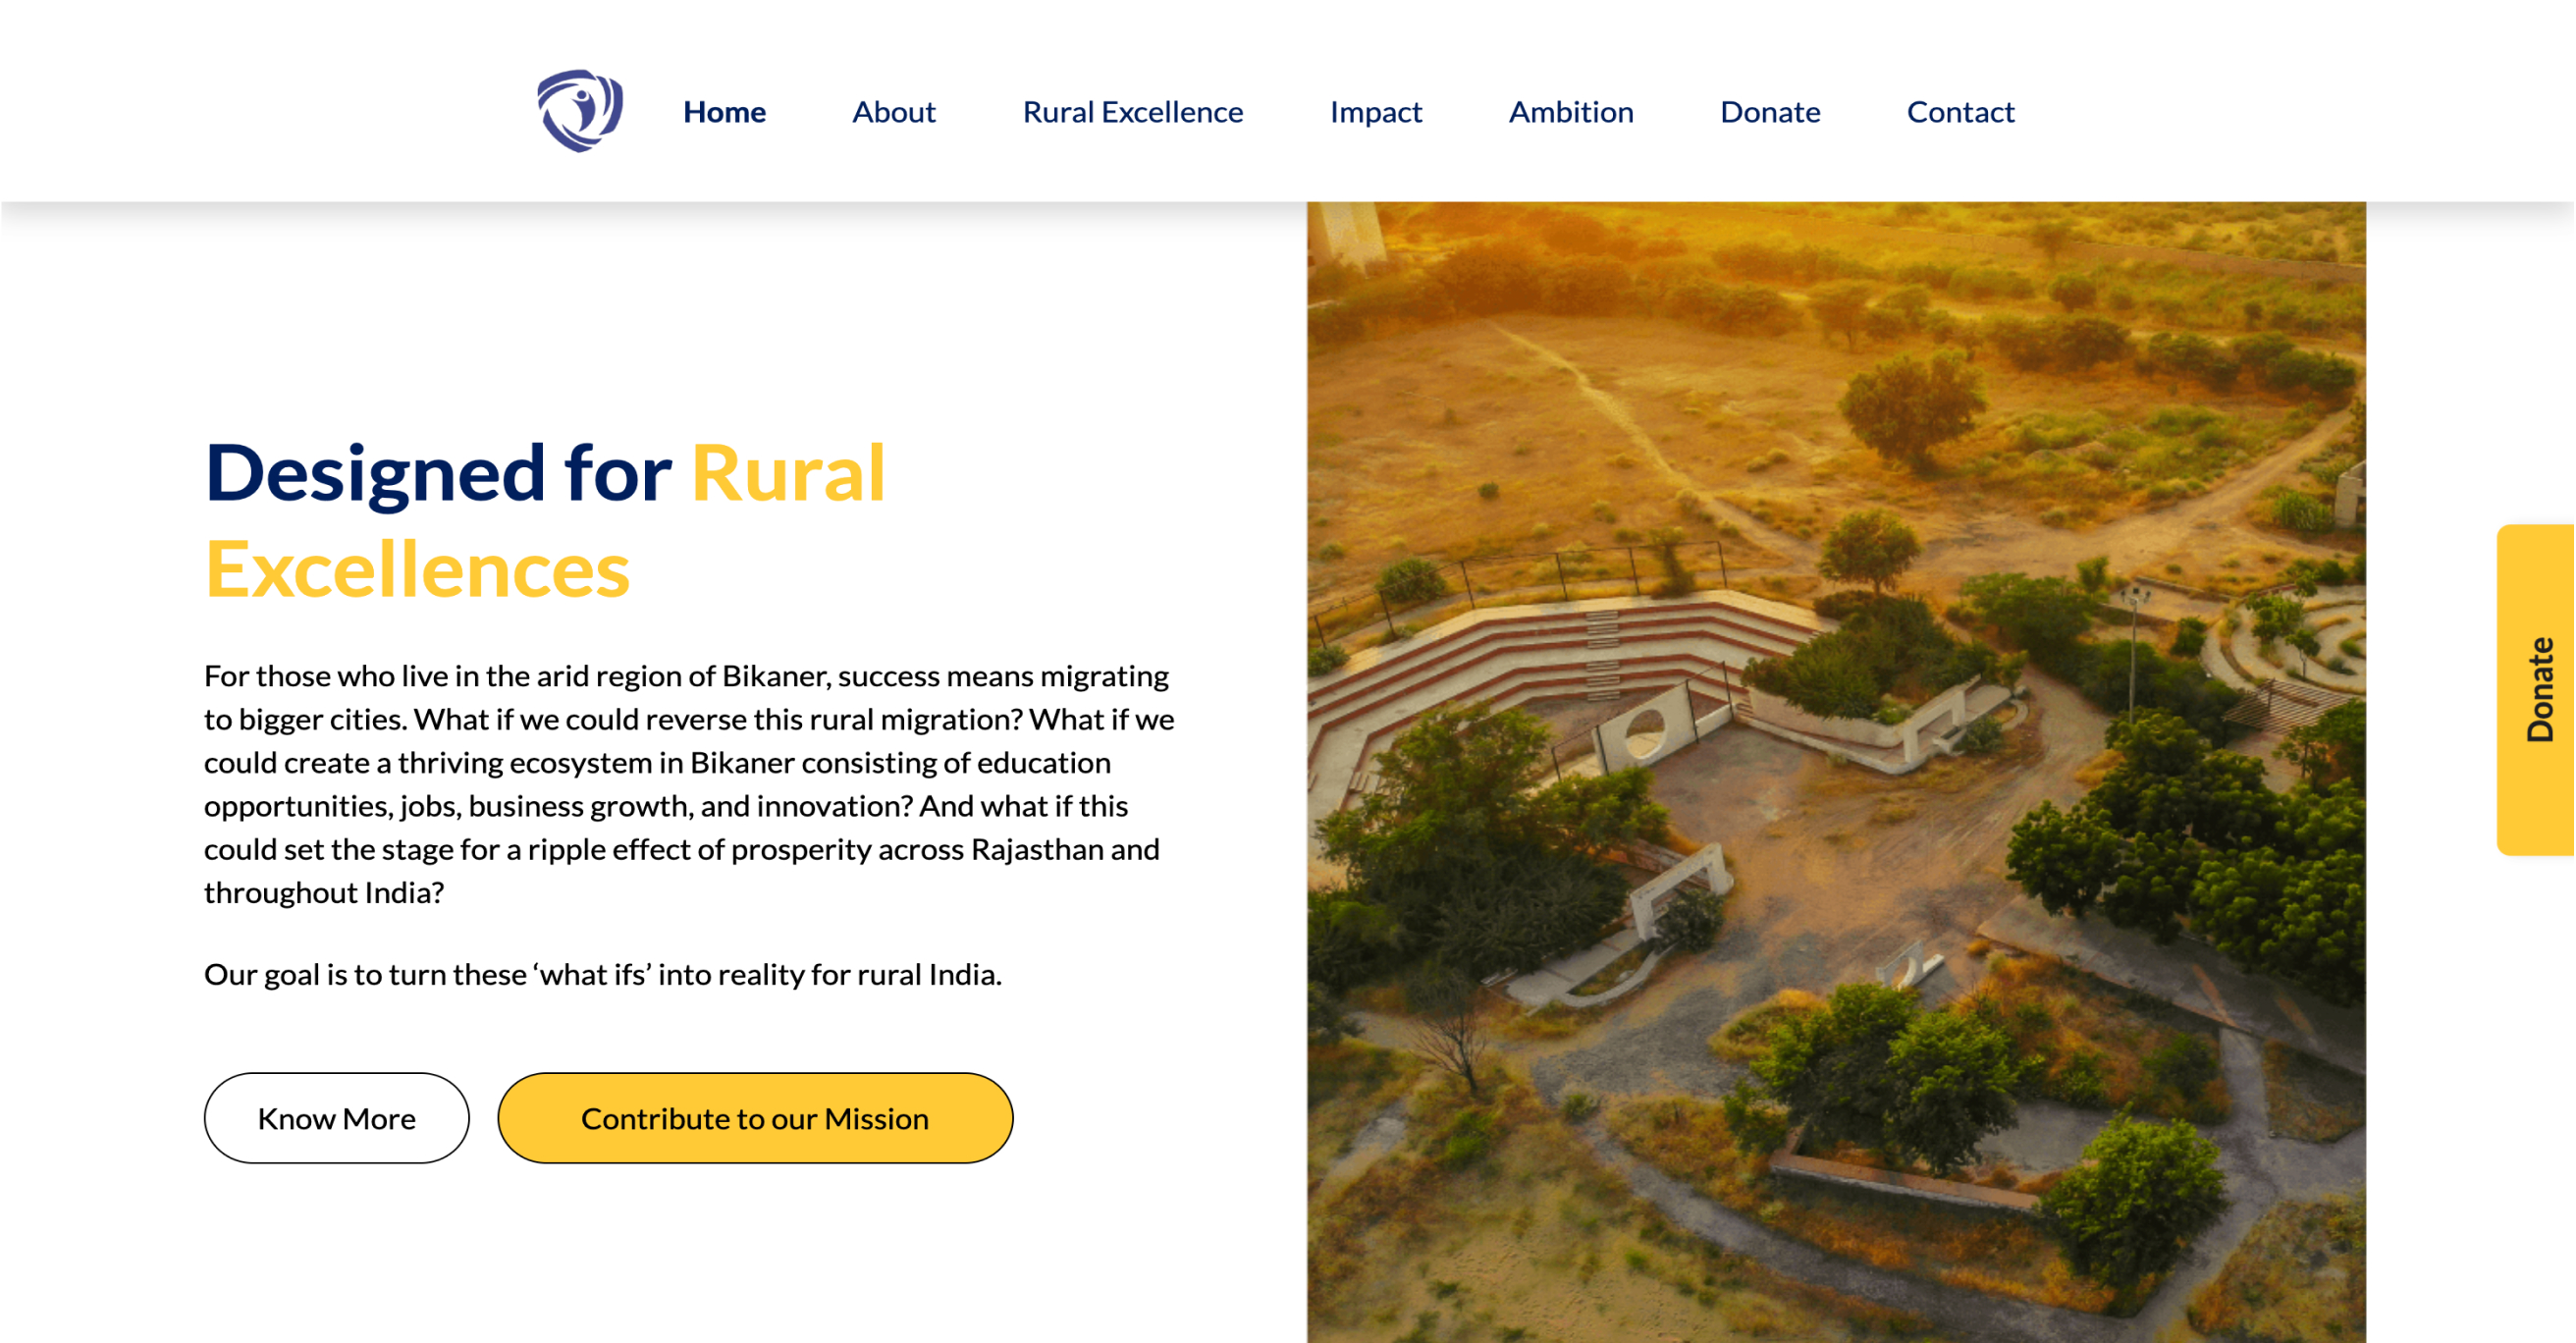 Home
About
Rural Excellence
Impact
Ambition
Donate
Contact
Designed for Rural
Excellences
For those who live in the arid region of Bikaner, success means migrating
to bigger cities. What if we could reverse this rural migration? What if we
could create a thriving ecosystem in Bikaner consisting of education
opportunities, jobs, business growth, and innovation? And what if this
could set the stage for a ripple effect of prosperity across Rajasthan and
throughout India?
Our goal is to turn these ‘what ifs’ into reality for rural India.
Know More
Contribute to our Mission
Donate